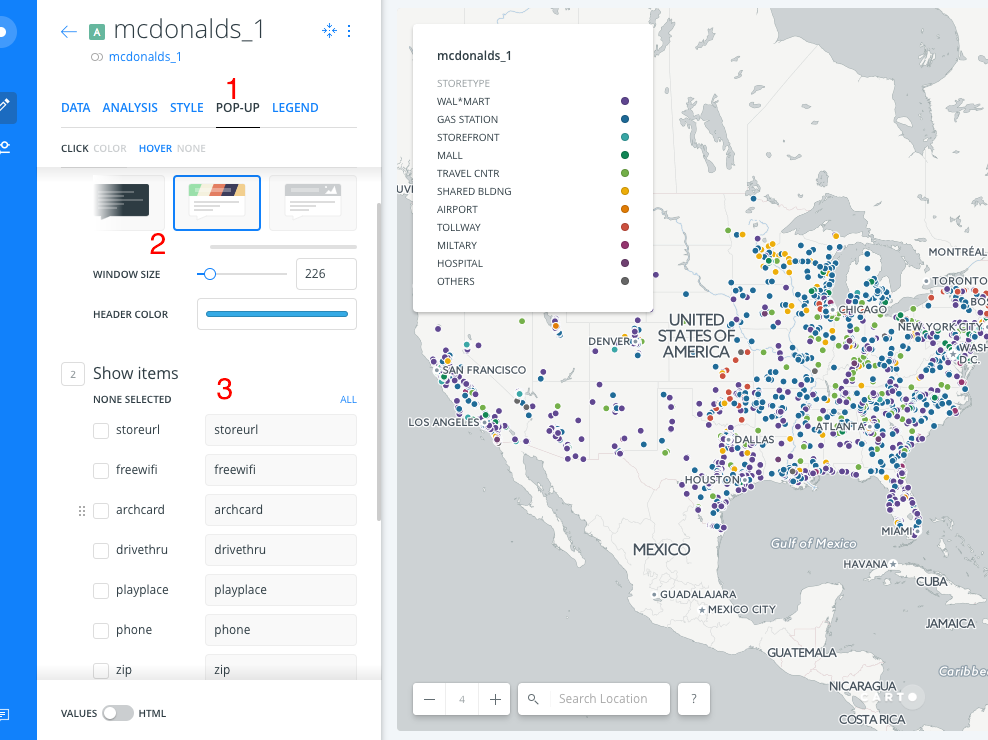 A mcdonalds_1
mcdonalds_1
1
DATA ANALYSIS STYLE POP-UP LEGEND
CLICK COLOR HOVER NONE
2
WINDOW SIZE 226
HEADER COLOR
2 Show items
3
NONE SELECTED ALL
storeurl storeurl
freewifi freewifi
archcard archcard
drivethru drivethru
playplace playplace
phone phone
zip zip
VALUES HTML
mcdonalds_1
STORETYPE
WAL*MART
GAS STATION
STOREFRONT
MALL
TRAVEL CNTR
SHARED BLDNG
AIRPORT
TOLLWAY
MILTARY
HOSPITAL
OTHERS
MONTRÉAL
TORONTO
CHICAGO
NEW YORK CITY
D.C.
UNITED
STATES OF
AMERICA
DENVER
SAN FRANCISCO
LOS ANGELES
ATLANTA
DALLAS
HOUSTON
MIAMI
MEXICO
Gulf of Mexico
HAVANA
CUBA
GUADALAJARA
MEXICO CITY
JAMAICA
GUATEMALA
NICARAGUA
COSTA RICA
CARTO
4
Search Location
?